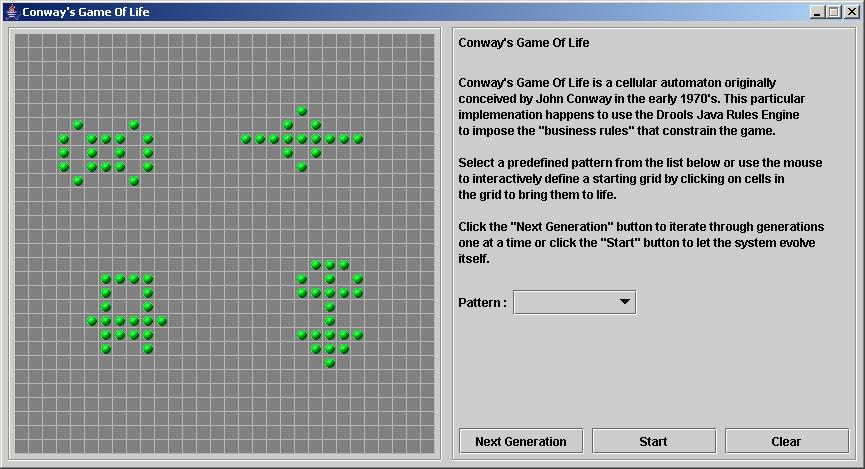 Conway's Game Of Life
Conway's Game Of Life
Conway's Game Of Life is a cellular automaton originally
conceived by John Conway in the early 1970's. This particular
implemenation happens to use the Drools Java Rules Engine
to impose the "business rules" that constrain the game.
Select a predefined pattern from the list below or use the mouse
to interactively define a starting grid by clicking on cells in
the grid to bring them to life.
Click the "Next Generation" button to iterate through generations
one at a time or click the "Start" button to let the system evolve
itself.
Pattern :
Next Generation Start Clear